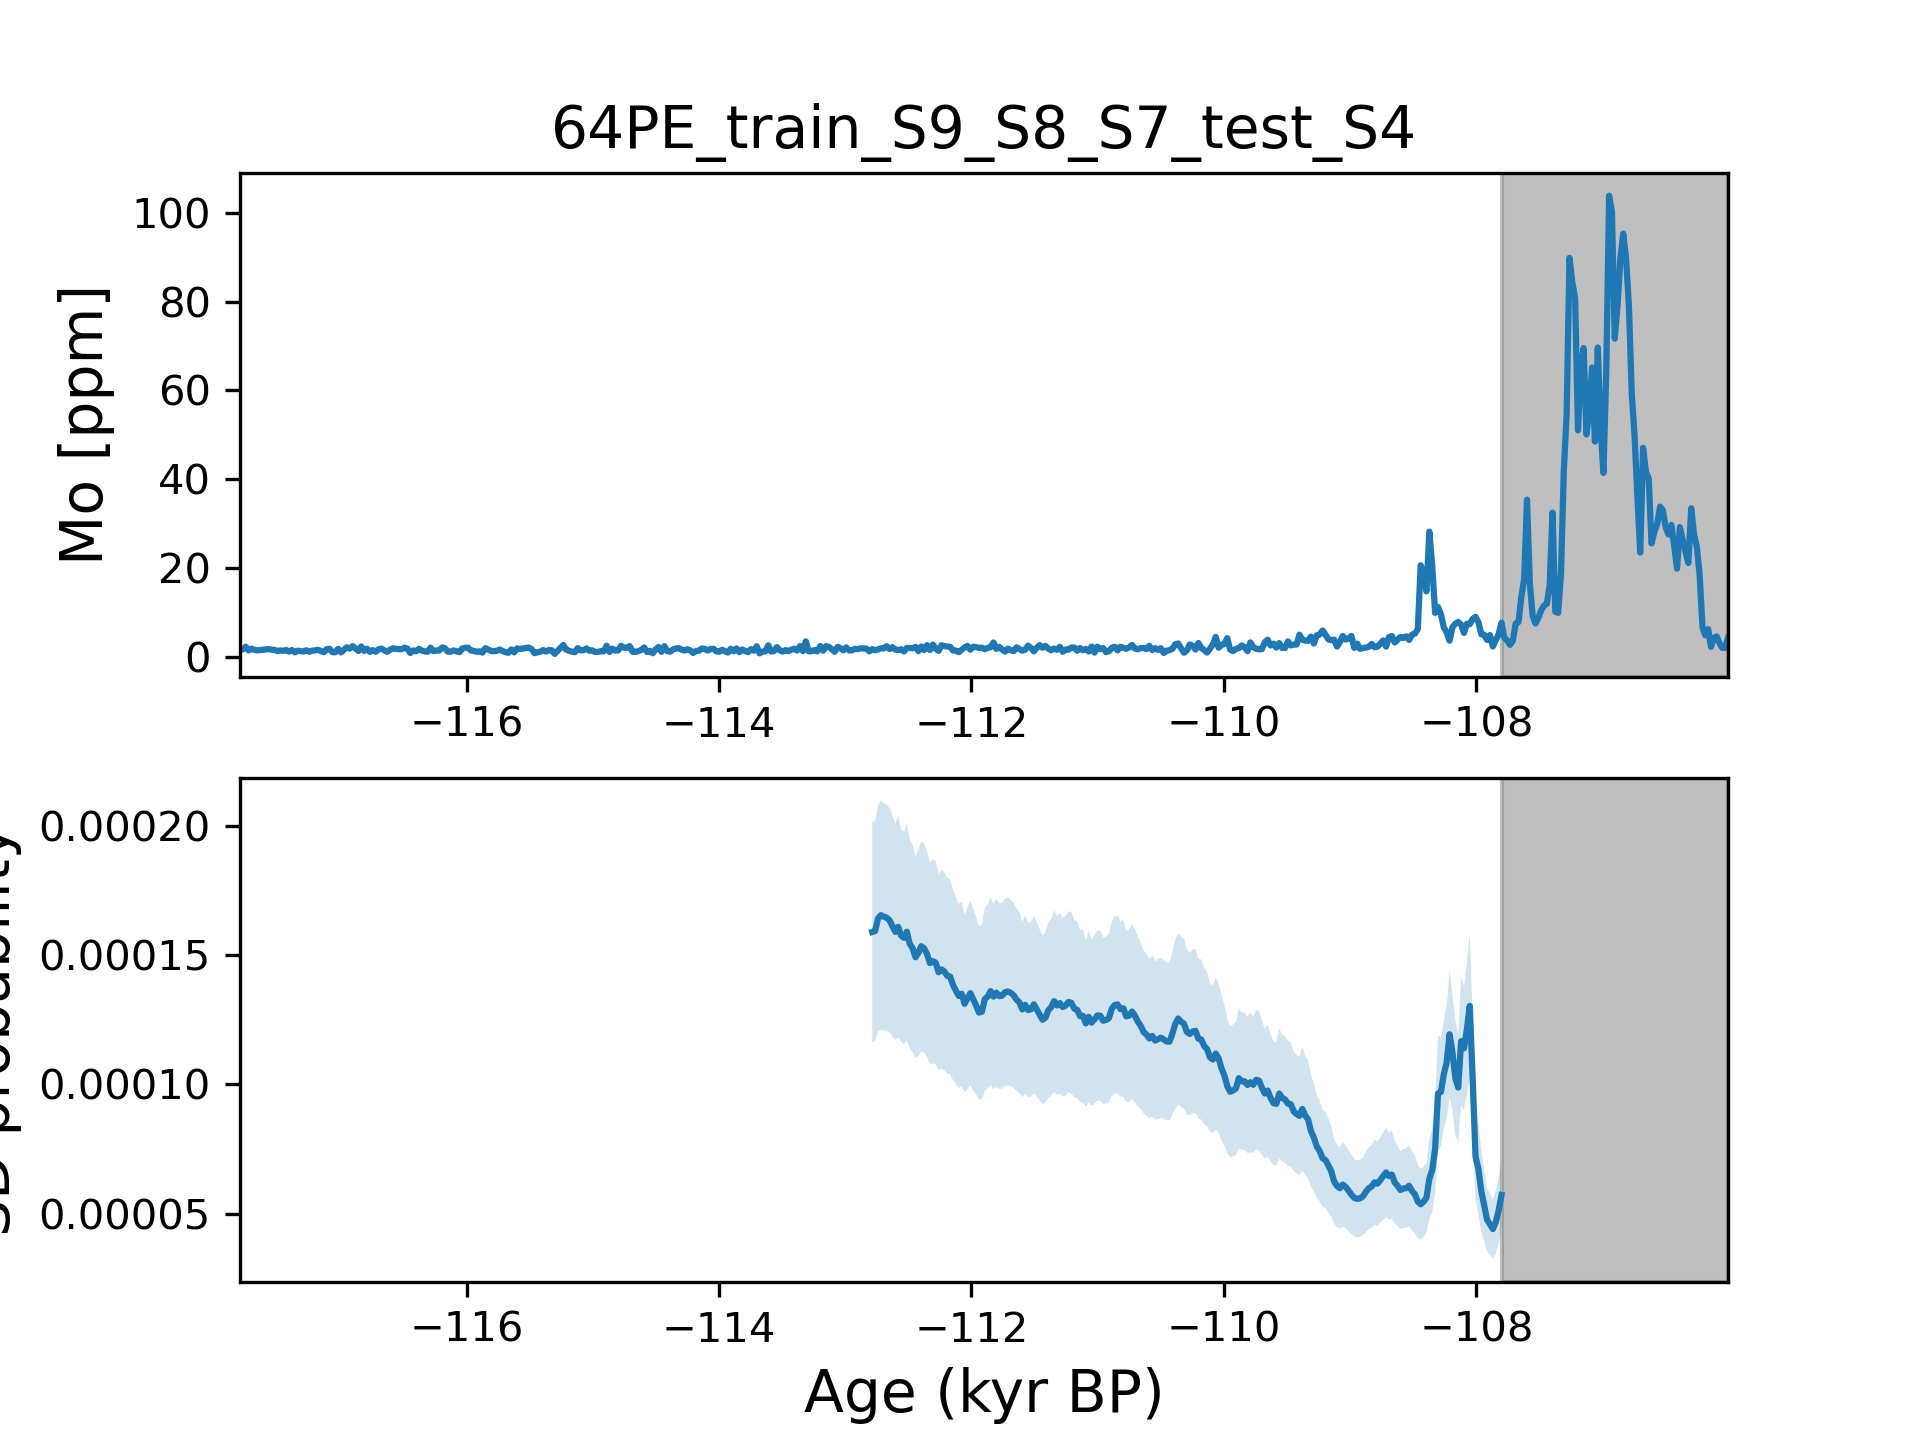 64PE_train_S9_S8_S7_test_S4
Mo [ppm]
100
80
60
40
20
0
−116 −114 −112 −110 −108
probability
0.00020
0.00015
0.00010
0.00005
−116 −114 −112 −110 −108
Age (kyr BP)